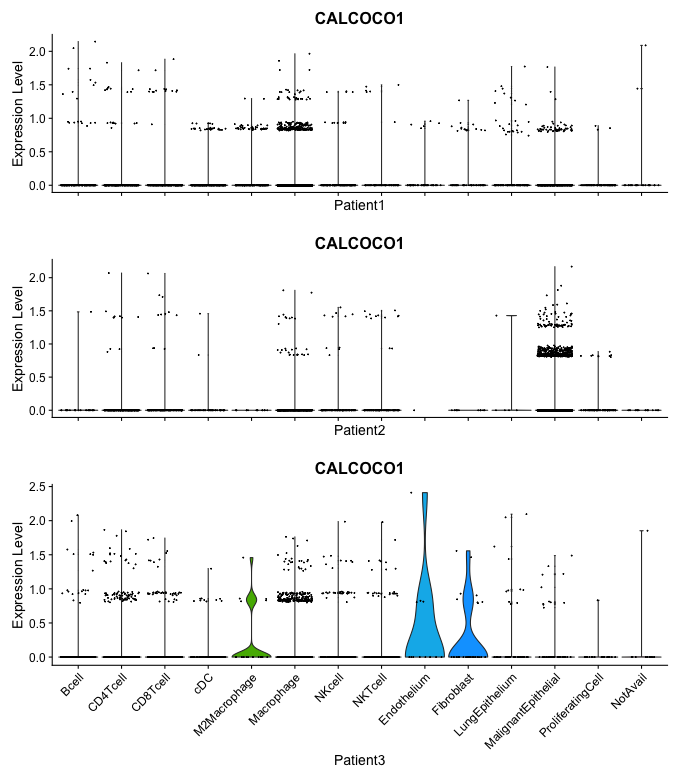 CALCOCO1
Expression Level
2.0
1.5
1.0
0.5
0.0
Patient1
CALCOCO1
Expression Level
2.0
1.5
1.0
0.5
0.0
Patient2
CALCOCO1
Expression Level
2.5
2.0
1.5
1.0
0.5
0.0
Bcell
CD4Tcell
CD8Tcell
cDC
M2Macrophage
Macrophage
NKcell
NKTcell
Endothelium
Fibroblast
LungEpithelium
MalignantEpithelial
ProliferatingCell
NotAvail
Patient3